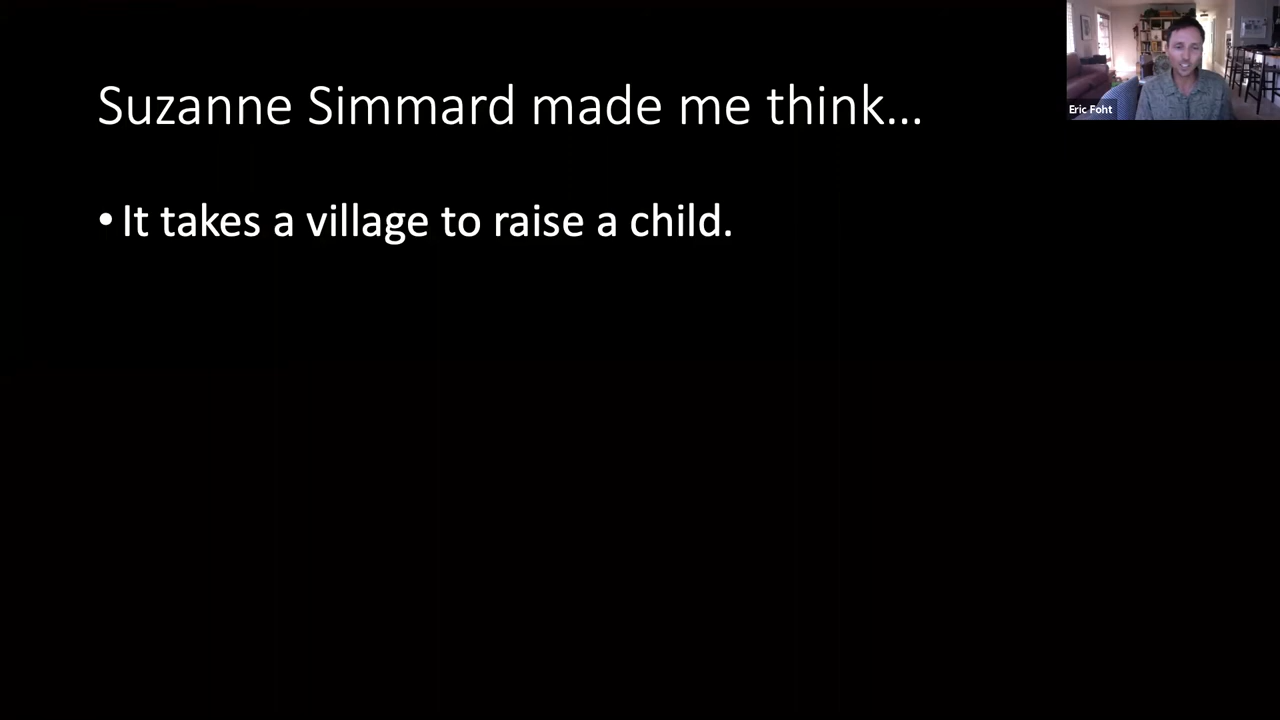 Suzanne Simmard made me think...
Eric Foht
• It takes a village to raise a child.